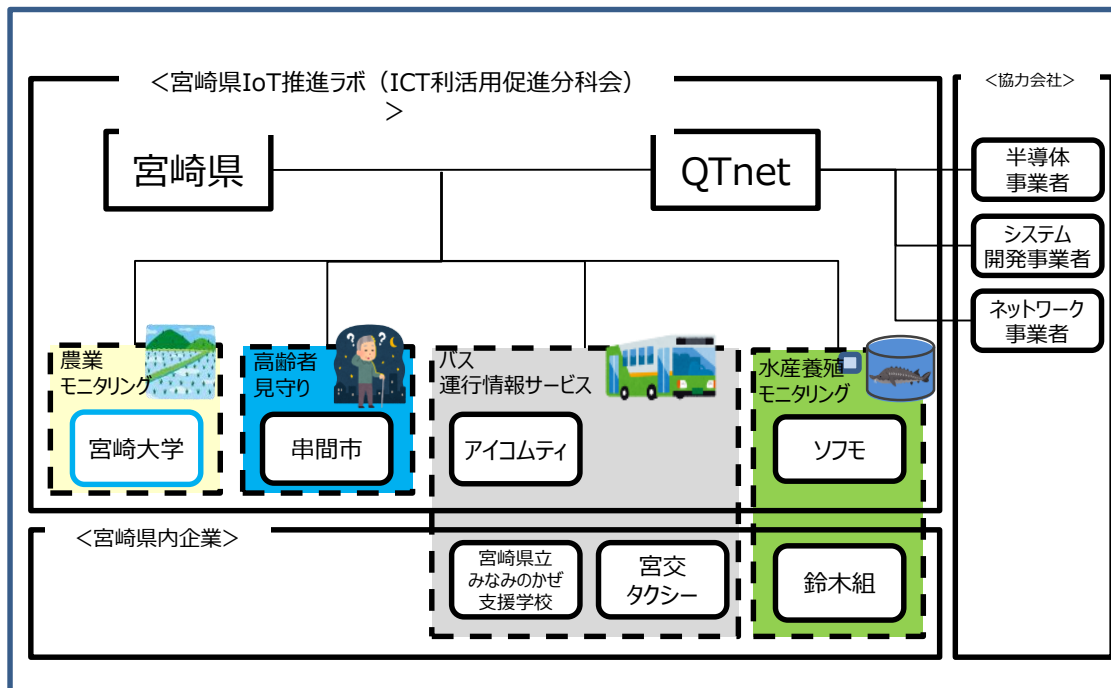 ＜宮崎県IoT推進ラボ（ICT利活用促進分科会）
＞
＜協力会社＞
宮崎県
QTnet
半導体
事業者
システム
開発事業者
ネットワーク
事業者
農業
モニタリング
高齢者
見守り
バス
運行情報サービス
水産養殖
モニタリング
宮崎大学
串間市
アイコムティ
ソフモ
＜宮崎県内企業＞
宮崎県立
みなみのかぜ
支援学校
宮交
タクシー
鈴木組